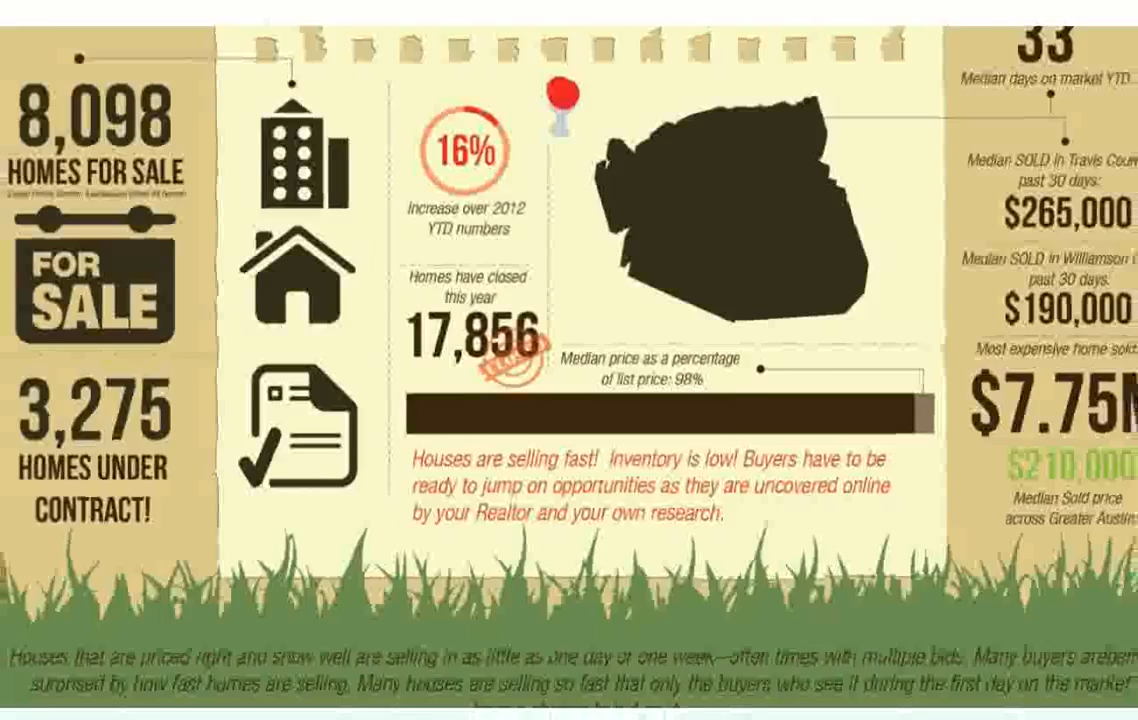 8,098
HOMES FOR SALE
FOR
SALE
3,275
HOMES UNDER
CONTRACT!
16%
Increase over 2012
YTD numbers
Homes have closed
this year
17,856
Median price as a percentage
of list price: 98%
Houses are selling fast! Inventory is low! Buyers have to be
ready to jump on opportunities as they are uncovered online
by your Realtor and your own research.
33
Median days on market YTD
Median SOLD in Travis
past 30 days:
$265,000
Median SOLD in Williamson
past 30 days:
$190,000
Most expensive home sold
$7.75M
$210,000
Median Sold price
across Greater Austin
Houses that are priced right and show well are selling in as little as one day or one week—often times with multiple bids. Many buyers are
surprised by how fast homes are selling. Many houses are selling so fast that only the buyers who see it during the first day on the market